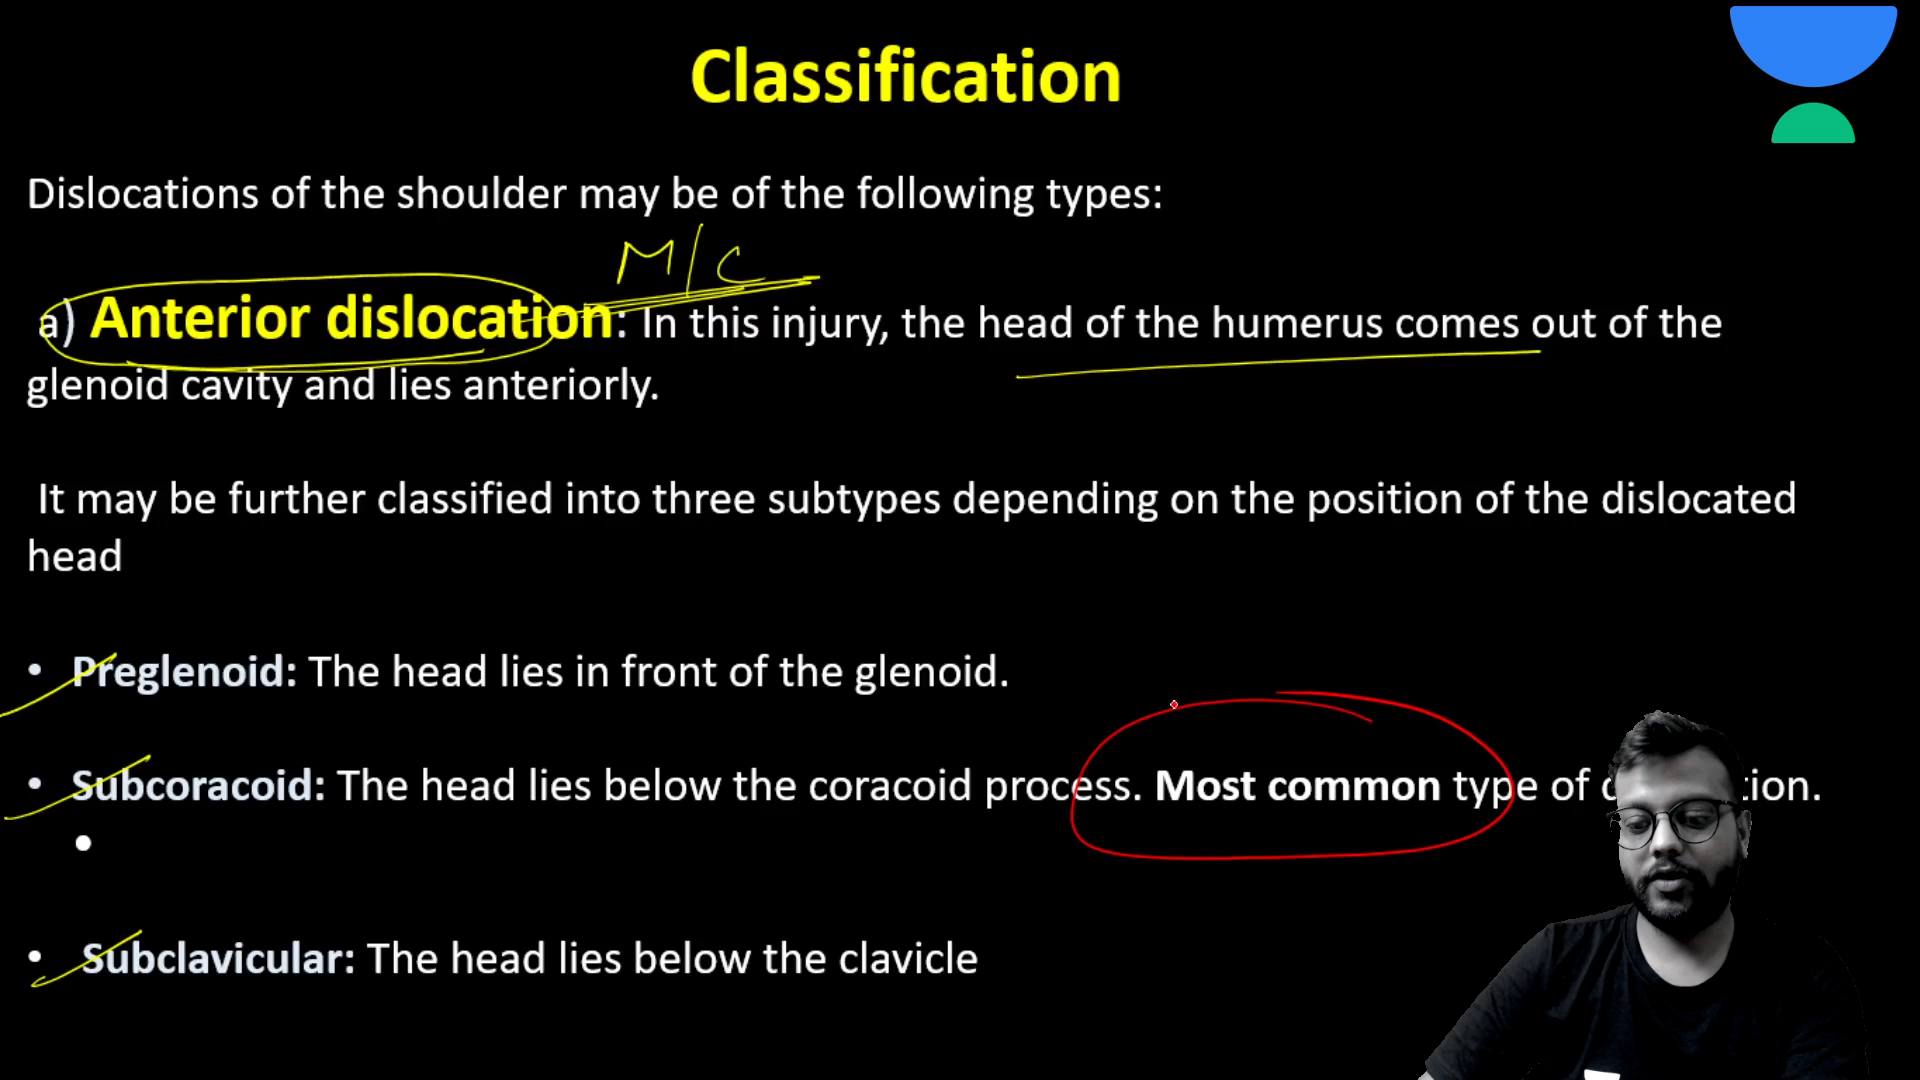 Classification
Dislocations of the shoulder may be of the following types:
M/C
a) Anterior dislocation: In this injury, the head of the humerus comes out of the
glenoid cavity and lies anteriorly.
It may be further classified into three subtypes depending on the position of the dislocated
head
• Preglenoid: The head lies in front of the glenoid.
• Subcoracoid: The head lies below the coracoid process. Most common type of
•
• Subclavicular: The head lies below the clavicle